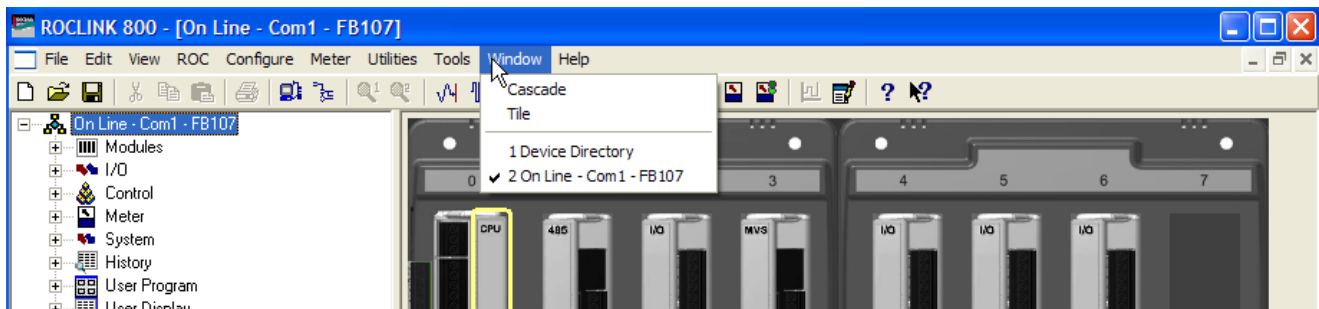 ROCLINK 800 - [On Line - Com1 - FB107]
File Edit View ROC Configure Meter Utilities Tools Window Help
Cascade
Tile
1 Device Directory
2 On Line - Com1 - FB107
On Line - Com1 - FB107
Modules
I/O
Control
Meter
System
History
User Program
User Display
0 3 4 5 6 7
CPU 485 I/O MVS I/O I/O I/O